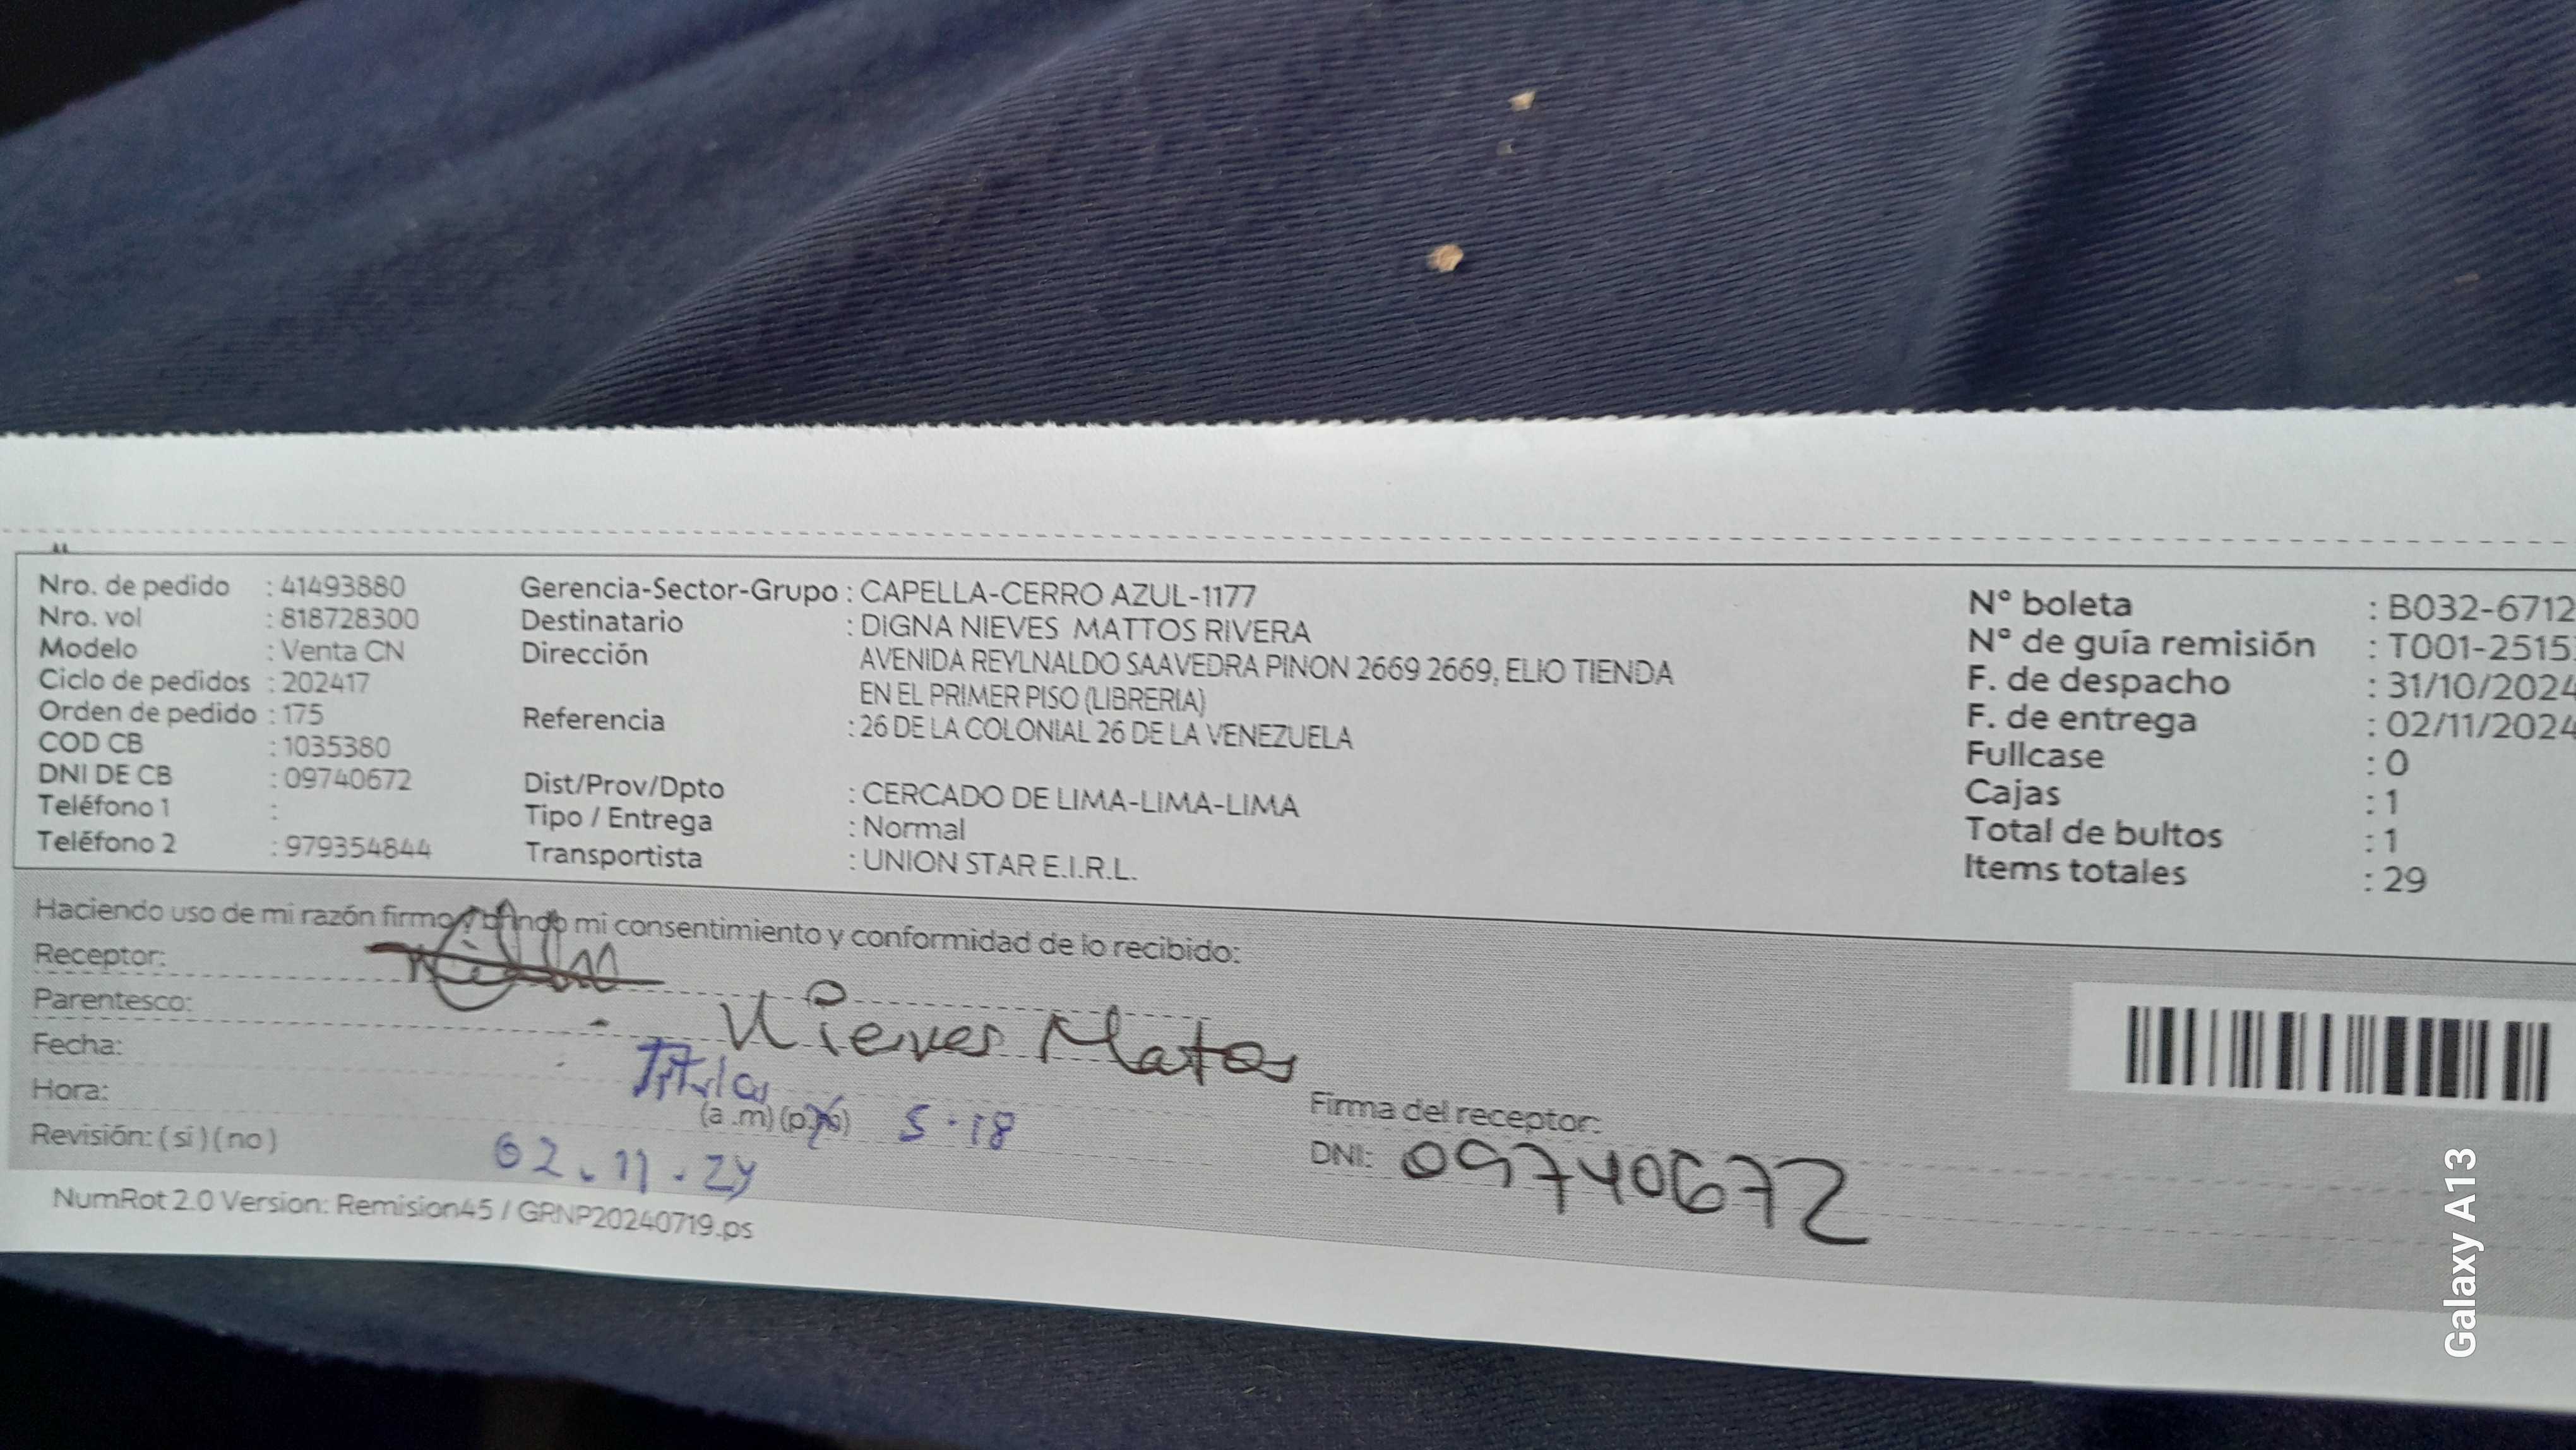 Nro. de pedido : 41493880
Nro. vol : 818728300
Modelo : Venta CN
Ciclo de pedidos : 202417
Orden de pedido : 175
COD CB : 1035380
DNI DE CB : 09740672
Teléfono 1 :
Teléfono 2 : 979354844
Gerencia-Sector-Grupo : CAPELLA-CERRO AZUL-1177
Destinatario : DIGNA NIEVES MATTOS RIVERA
Dirección AVENIDA REYLNALDO SAAVEDRA PINON 2669 2669, ELIO TIENDA
EN EL PRIMER PISO (LIBRERIA)
Referencia : 26 DE LA COLONIAL 26 DE LA VENEZUELA
Dist/Prov/Dpto : CERCADO DE LIMA-LIMA-LIMA
Tipo / Entrega : Normal
Transportista : UNION STAR E.I.R.L.
N° boleta : B032-6712
N° de guía remisión : T001-2515
F. de despacho : 31/10/2024
F. de entrega : 02/11/2024
Fullcase : 0
Cajas : 1
Total de bultos : 1
Items totales : 29
Haciendo uso de mi razón firmo y brindo mi consentimiento y conformidad de lo recibido:
Receptor:
Parentesco: Nieves Matos
Fecha:
Hora: (a .m) (p.m) 5.18
Revisión: ( si ) ( no ) 02.11.24
Firma del receptor:
DNI: 09740672
NumRot 2.0 Version: Remision45 / GRNP20240719.ps
Galaxy A13